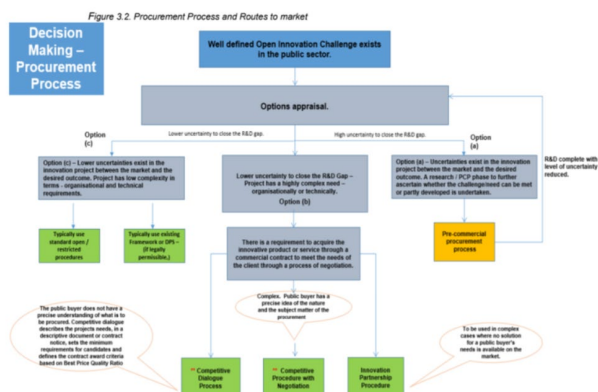 Figure 3.2. Procurement Process and Routes to market
Decision
Making –
Procurement
Process
Well defined Open Innovation Challenge exists
in the public sector.
Options appraisal.
Option
(c)
Lower uncertainty to close the R&D gap.
High uncertainty to close the R&D gap.
Option
(a)
Option (c) – Lower uncertainties exist in the
innovation project between the market and the
desired outcome. Project has low complexity in
terms - organisational and technical
requirements.
Lower uncertainty to close the R&D Gap –
Project has a highly complex need –
organisationally or technically.
Option (b)
Option (a) – Uncertainties exist in the innovation
project between the market and the desired
outcome. A research / PCP phase to further
ascertain whether the challenge/need can be met
or partly developed is undertaken.
R&D complete with
level of uncertainty
reduced.
Typically use
standard open /
restricted
procedures
Typically use existing
Framework or DPS –
(if legally
permissible,)
There is a requirement to acquire the
innovative product or service through a
commercial contract to meet the needs of
the client through a process of negotiation.
Pre-commercial
procurement
process
The public buyer does not have a
precise understanding of what is to
be procured. Competitive dialogue
describes the projects needs, in a
descriptive document or contract
notice, sets the minimum
requirements for candidates and
defines the contract award criteria
based on Best Price Quality Ratio
Complex. Public buyer has a
precise idea of the nature
and the subject matter of the
procurement
To be used in complex
cases where no solution
for a public buyer's
needs is available on the
market.
** Competitive
Dialogue
Process
** Competitive
Procedure with
Negotiation
Innovation
Partnership
Procedure